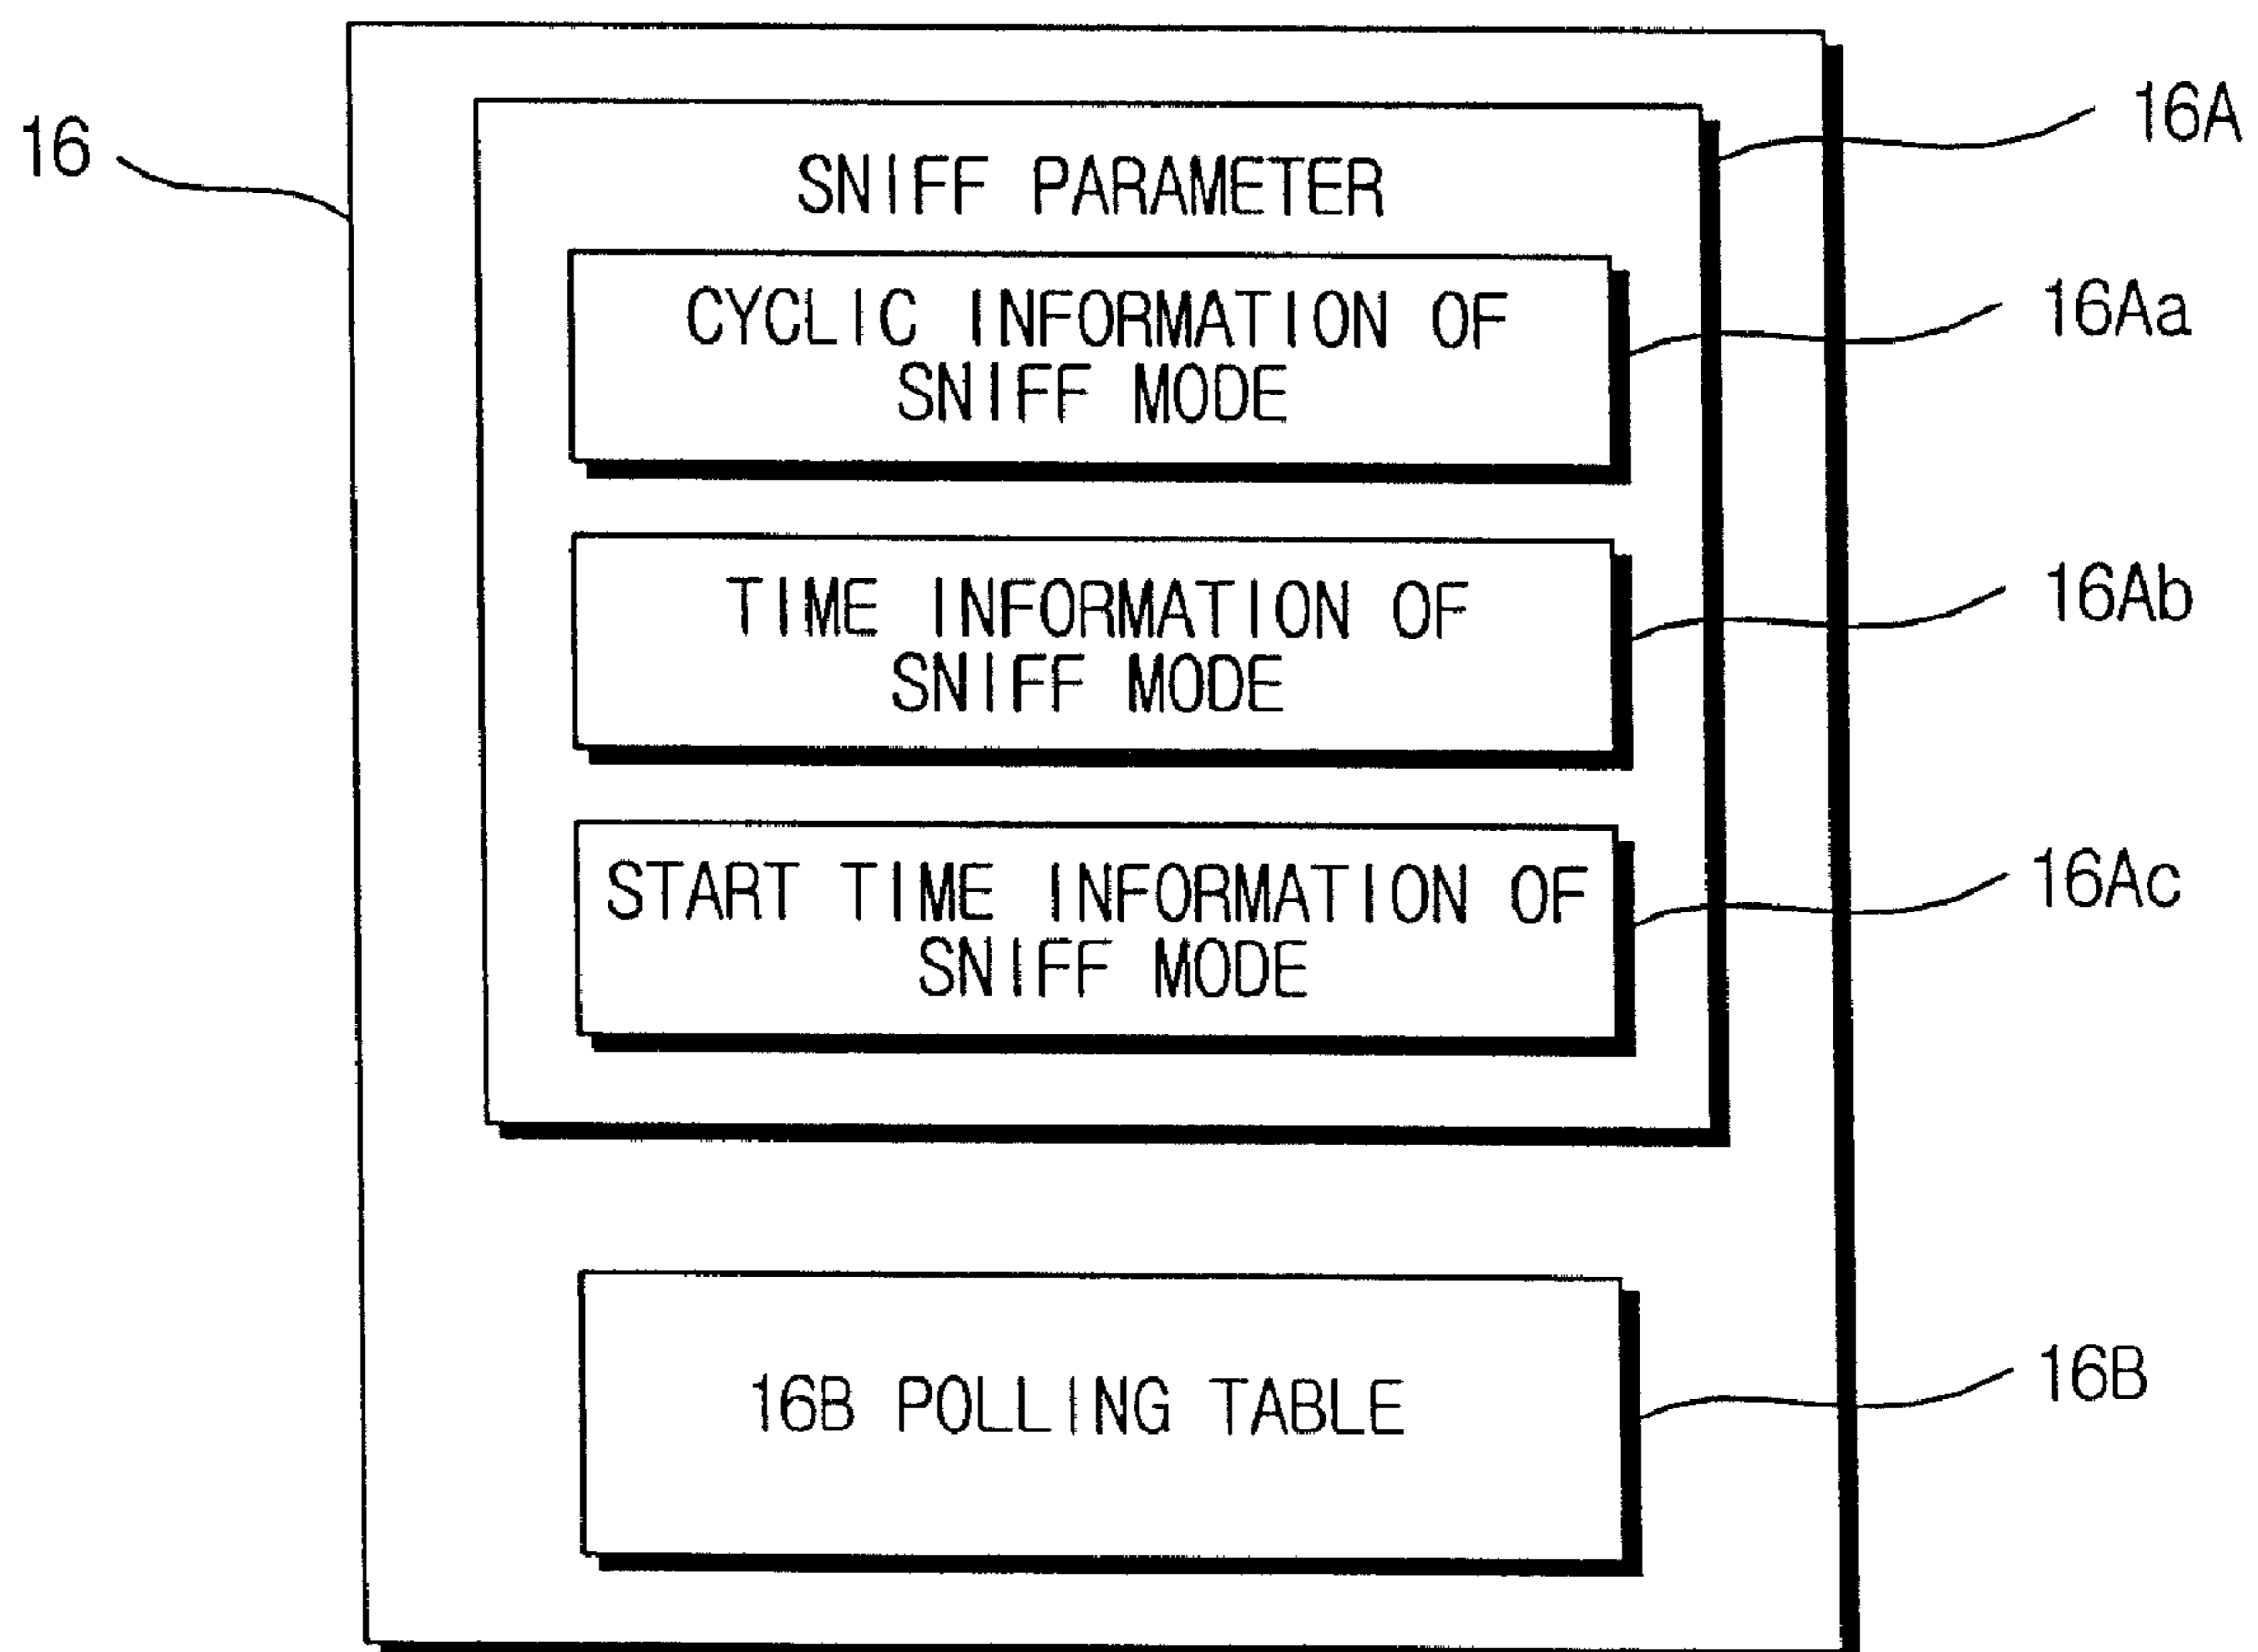 16
16A
SNIFF PARAMETER
CYCLIC INFORMATION OF
SNIFF MODE
16Aa
TIME INFORMATION OF
SNIFF MODE
16Ab
START TIME INFORMATION OF
SNIFF MODE
16Ac
16B POLLING TABLE
16B